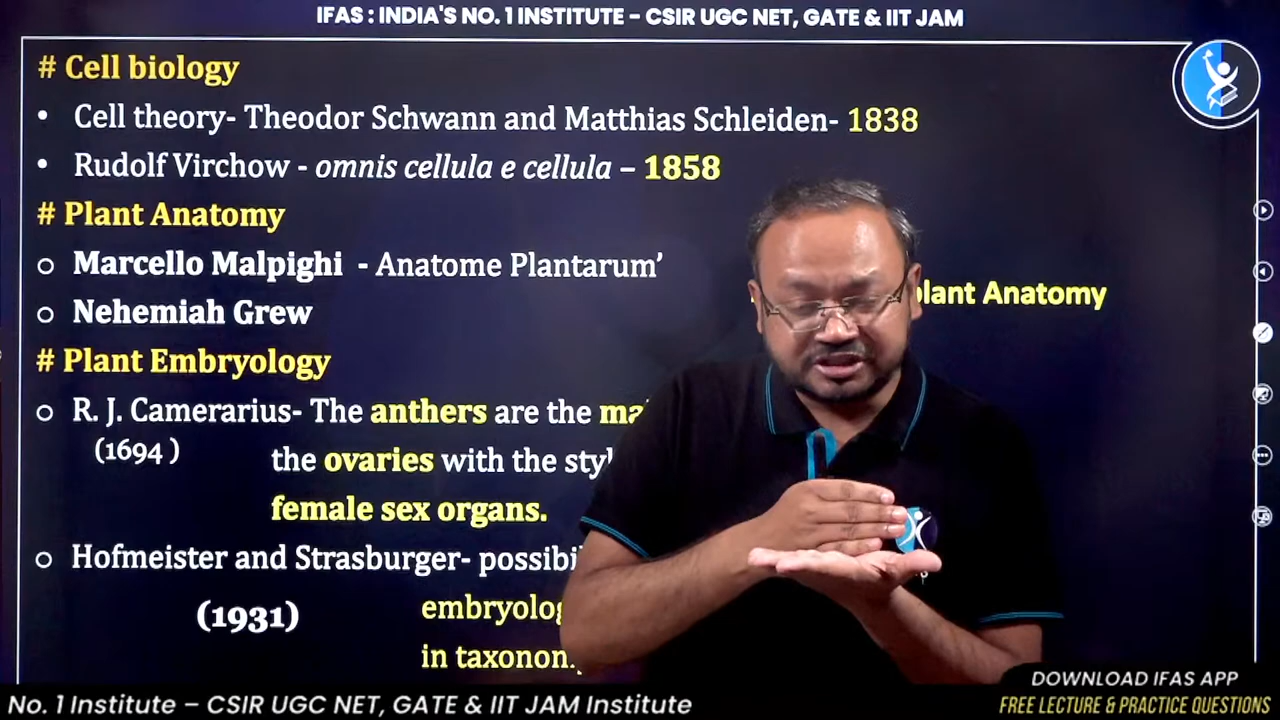 IFAS : INDIA'S NO. 1 INSTITUTE – CSIR UGC NET, GATE & IIT JAM
# Cell biology
• Cell theory- Theodor Schwann and Matthias Schleiden- 1838
• Rudolf Virchow - omnis cellula e cellula – 1858
# Plant Anatomy
o Marcello Malpighi - Anatome Plantarum’
plant Anatomy
o Nehemiah Grew
# Plant Embryology
o R. J. Camerarius- The anthers are the
(1694 )
the ovaries with the
female sex organs.
o Hofmeister and Strasburger-
(1931)
in
DOWNLOAD IFAS APP
No. 1 Institute – CSIR UGC NET, GATE & IIT JAM Institute
FREE LECTURE & PRACTICE QUESTIONS